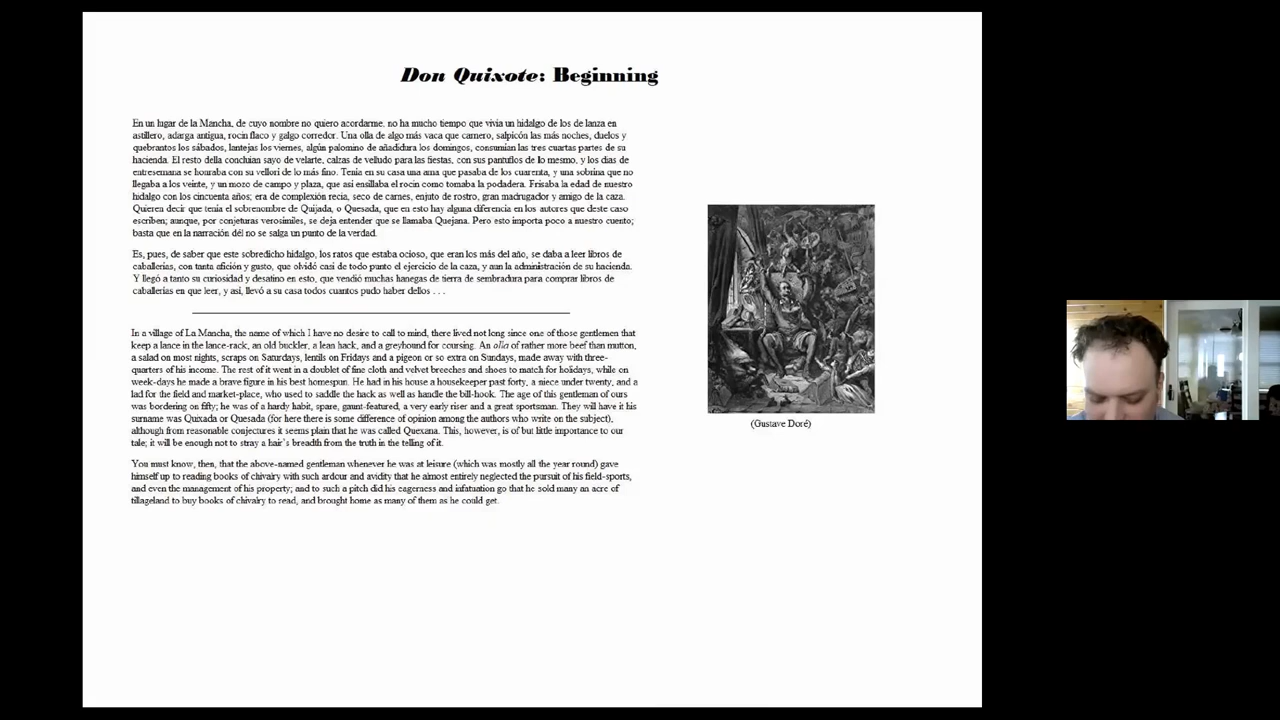 Don Quixote: Beginning
En un lugar de la Mancha, de cuyo nombre no quiero acordarme, no ha mucho tiempo que vivía un hidalgo de los de lanza en
astillero, adarga antigua, rocín flaco y galgo corredor. Una olla de algo más vaca que carnero, salpicón las más noches, duelos y
quebrantos los sábados, lantejas los viernes, algún palomino de añadidura los domingos, consumían las tres cuartas partes de su
hacienda. El resto della concluían sayo de velarte, calzas de velludo para las fiestas, con sus pantuflos de lo mesmo, y los días de
entresemana se honraba con su vellorí de lo más fino. Tenía en su casa una ama que pasaba de los cuarenta, y una sobrina que no
llegaba a los veinte, y un mozo de campo y plaza, que así ensillaba el rocín como tomaba la podadera. Frisaba la edad de nuestro
hidalgo con los cincuenta años; era de complexión recia, seco de carnes, enjuto de rostro, gran madrugador y amigo de la caza.
Quieren decir que tenía el sobrenombre de Quijada, o Quesada, que en esto hay alguna diferencia en los autores que deste caso
escriben; aunque, por conjeturas verosímiles, se deja entender que se llamaba Quejana. Pero esto importa poco a nuestro cuento;
basta que en la narración dél no se salga un punto de la verdad.
Es, pues, de saber que este sobredicho hidalgo, los ratos que estaba ocioso, que eran los más del año, se daba a leer libros de
caballerías, con tanta afición y gusto, que olvidó casi de todo punto el ejercicio de la caza, y aun la administración de su hacienda.
Y llegó a tanto su curiosidad y desatino en esto, que vendió muchas hanegas de tierra de sembradura para comprar libros de
caballerías en que leer, y así, llevó a su casa todos cuantos pudo haber dellos . . .
In a village of La Mancha, the name of which I have no desire to call to mind, there lived not long since one of those gentlemen that
keep a lance in the lance-rack, an old buckler, a lean hack, and a greyhound for coursing. An olla of rather more beef than mutton,
a salad on most nights, scraps on Saturdays, lentils on Fridays and a pigeon or so extra on Sundays, made away with three-
quarters of his income. The rest of it went in a doublet of fine cloth and velvet breeches and shoes to match for holidays, while on
week-days he made a brave figure in his best homespun. He had in his house a housekeeper past forty, a niece under twenty, and a
lad for the field and market-place, who used to saddle the hack as well as handle the bill-hook. The age of this gentleman of ours
was bordering on fifty; he was of a hardy habit, spare, gaunt-featured, a very early riser and a great sportsman. They will have it his
surname was Quixada or Quesada (for here there is some difference of opinion among the authors who write on the subject),
although from reasonable conjectures it seems plain that he was called Quexana. This, however, is of but little importance to our
tale; it will be enough not to stray a hair's breadth from the truth in the telling of it.
You must know, then, that the above-named gentleman whenever he was at leisure (which was mostly all the year round) gave
himself up to reading books of chivalry with such ardour and avidity that he almost entirely neglected the pursuit of his field-sports,
and even the management of his property; and to such a pitch did his eagerness and infatuation go that he sold many an acre of
tillageland to buy books of chivalry to read, and brought home as many of them as he could get.
(Gustave Doré)